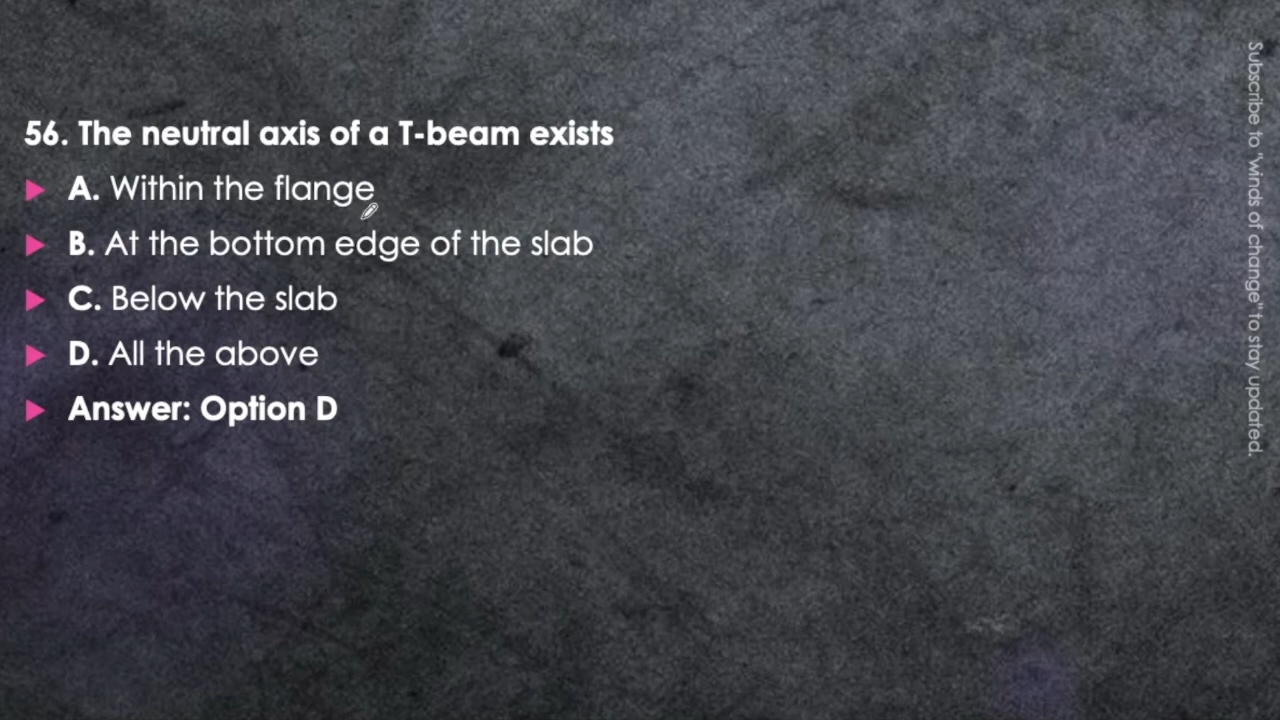 56. The neutral axis of a T-beam exists
A. Within the flange
B. At the bottom edge of the slab
C. Below the slab
D. All the above
Answer: Option D
Subscribe to "winds of change" to stay updated.